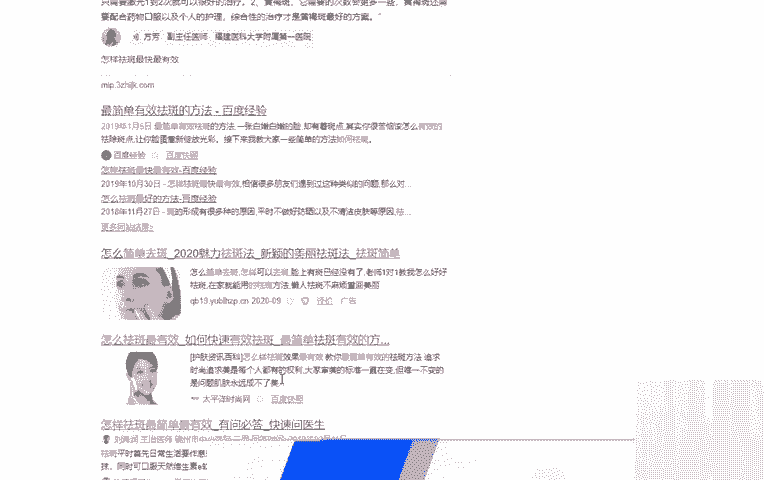 只需要激光1到2次就可以很好的治疗。2、黄褐斑，它需要的次数会更多一些，黄褐斑还需
要配合药物口服以及个人的护理，综合性的治疗才是黄褐斑最好的方案。"
方芳 副主任医师 福建医科大学附属第一医院
怎样祛斑最快最有效
mip.3zhijk.com
最简单有效祛斑的方法 - 百度经验
2019年1月5日 最简单有效祛斑的方法,一张白嫩白嫩的脸,却有着斑点,其实你很苦恼该怎么有效的
祛除斑点,让你脸蛋重新绽放光彩。接下来我教大家一些简单的方法如何祛斑。
百度经验 百度快照
怎样祛斑最快最有效-百度经验
2019年10月30日 - 怎样祛斑最快最有效,相信很多朋友们遇到过这种类似的问题,那么对...
怎么祛斑最好的方法-百度经验
2018年11月27日 - 斑的形成有很多种的原因,平时不做好防晒以及不清洁皮肤等原因,祛...
更多同站结果>
怎么简单去斑_2020魅力祛斑法_新颖的美丽祛斑法_祛斑简单
怎么简单去斑,怎样可以去斑,脸上有斑已经没有了,老师1对1教我怎么好好
祛斑,在家就能用的祛斑方法,懒人祛斑不麻烦重返美丽
2020-09 评价 广告
怎么祛斑最有效_如何快速有效祛斑_最简单祛斑有效的方...
[护肤资讯百科]怎么样祛斑效果最有效 教你最简单有效的祛斑方法 追求
时尚追求美是每个人都有的权利,大家审美的标准一直在变,但唯一不变的
是问题肌肤永远成不了美。
太平洋时尚网 百度快照
怎样祛斑最简单最有效_有问必答_快速问医生
祛斑平时首先日常生活要作息
抹，同时可以服天然维生素e